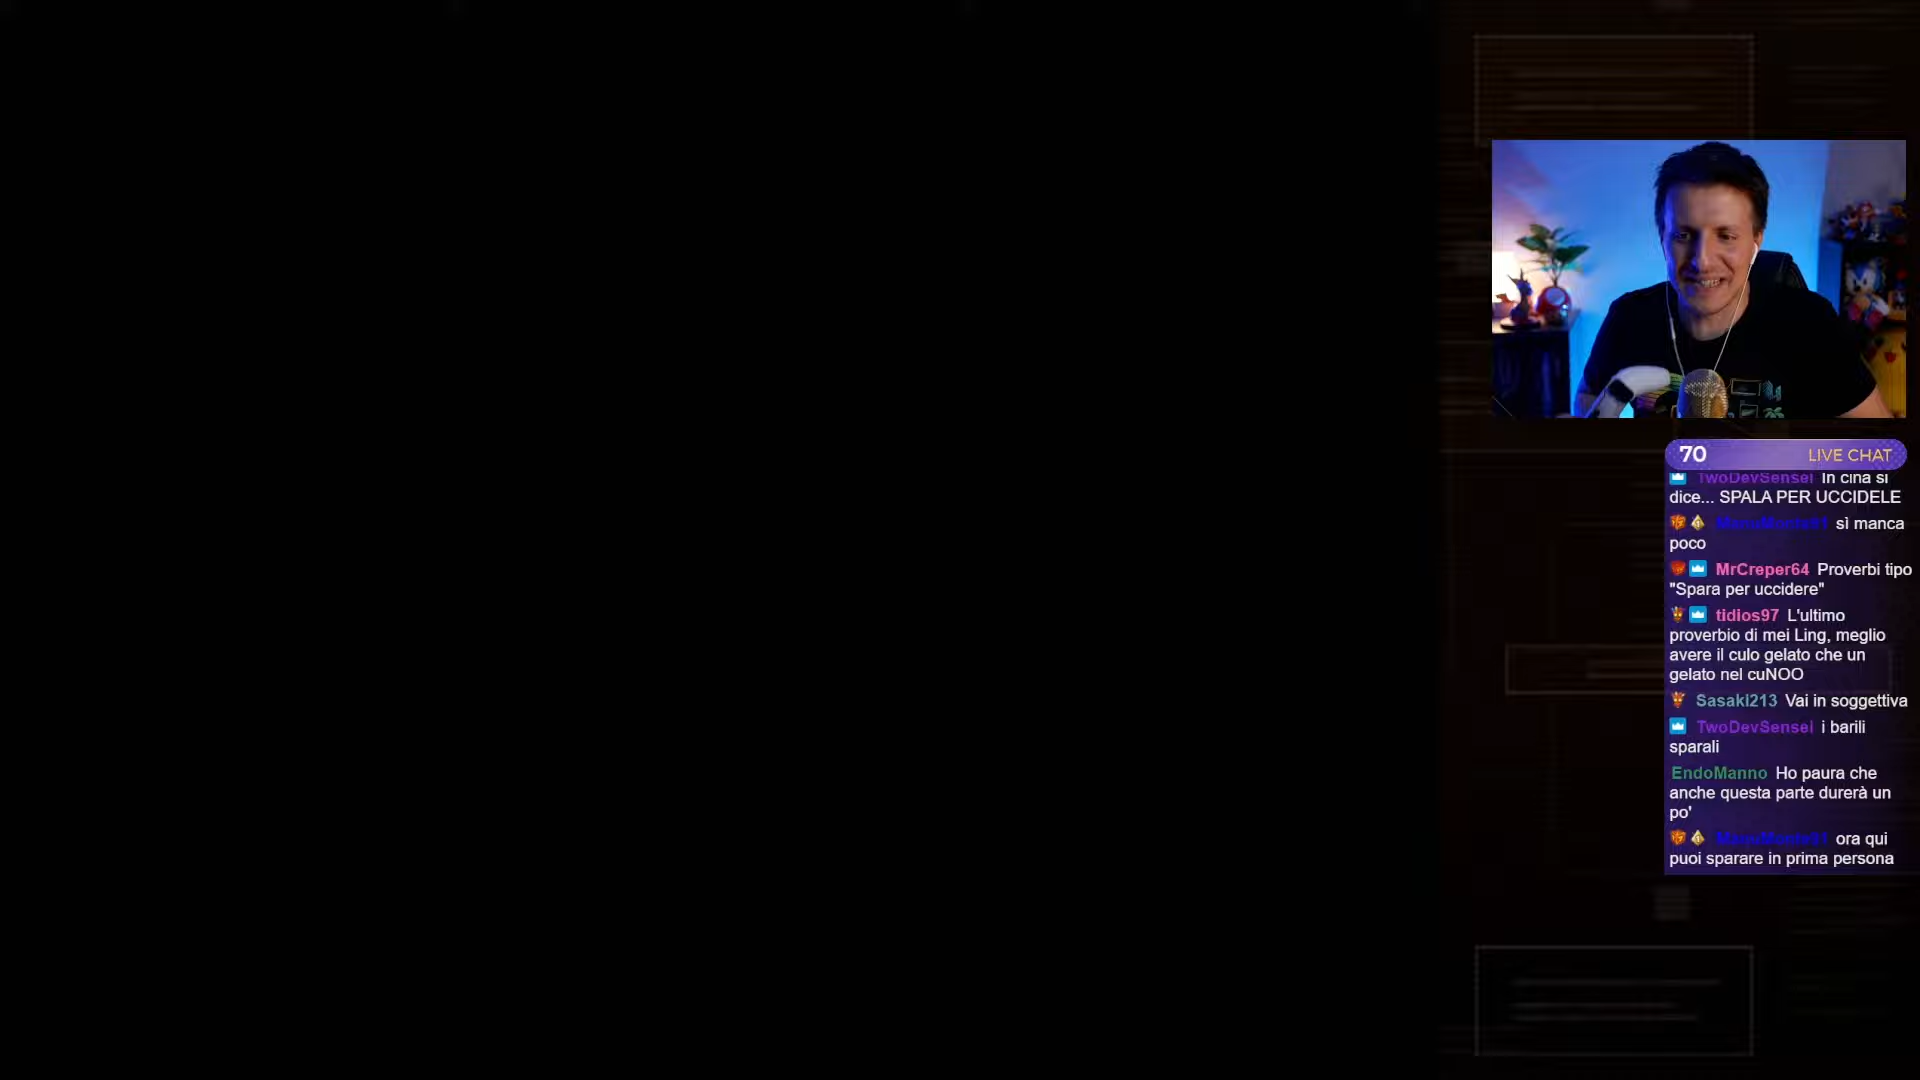 70 LIVE CHAT
TwoDevSensei In cina si
dice... SPALA PER UCCIDELE
sì manca
poco
MrCreper64 Proverbi tipo
"Spara per uccidere"
tidios97 L'ultimo
proverbio di mei Ling, meglio
avere il culo gelato che un
gelato nel cuNOO
Sasaki213 Vai in soggettiva
TwoDevSensei i barili
sparali
EndoManno Ho paura che
anche questa parte durerà un
po'
ora qui
puoi sparare in prima persona